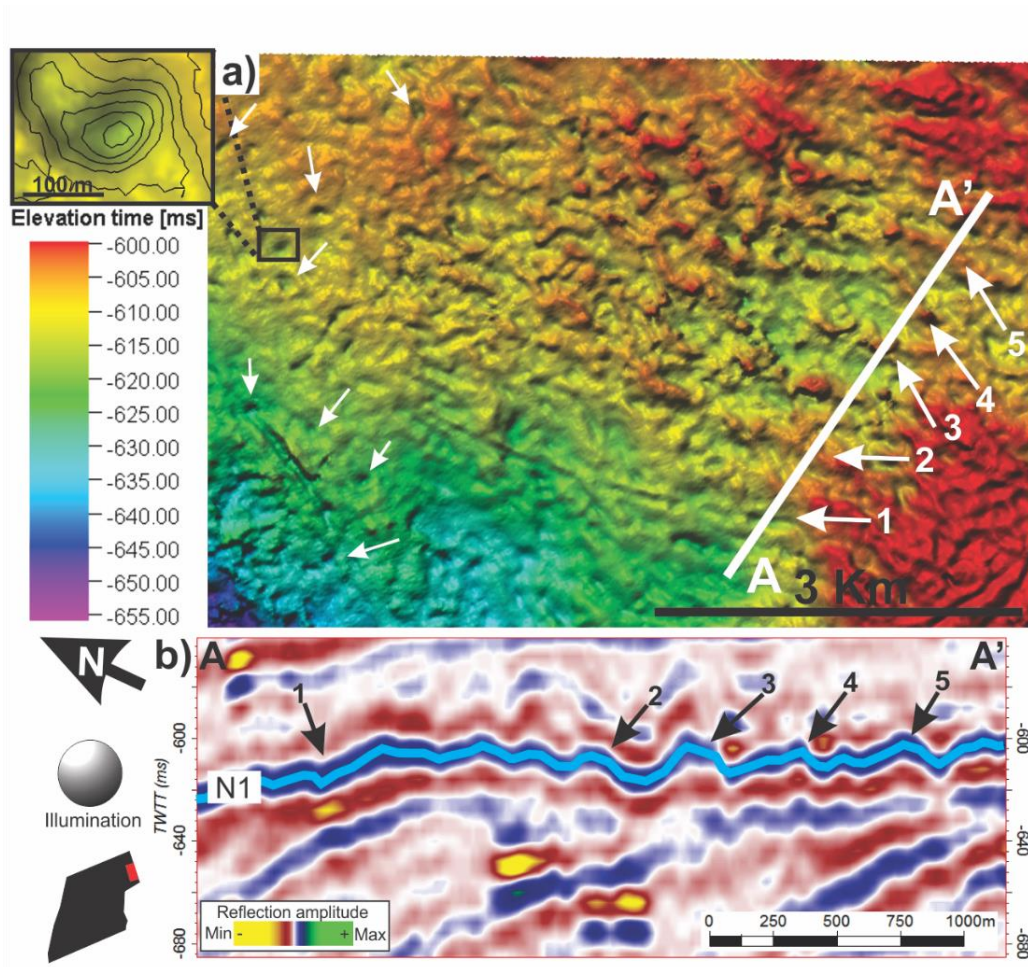 a)
100 m
Elevation time [ms]
-600.00
-605.00
-610.00
-615.00
-620.00
-625.00
-630.00
-635.00
-640.00
-645.00
-650.00
-655.00
A'
5
4
3
2
1
A
3 Km
N
Illumination
b) A A'
1 2 3 4 5
TWTT (ms)
-600 -600
N1
-640 -640
-680 -680
Reflection amplitude
Min - + Max
0 250 500 750 1000m